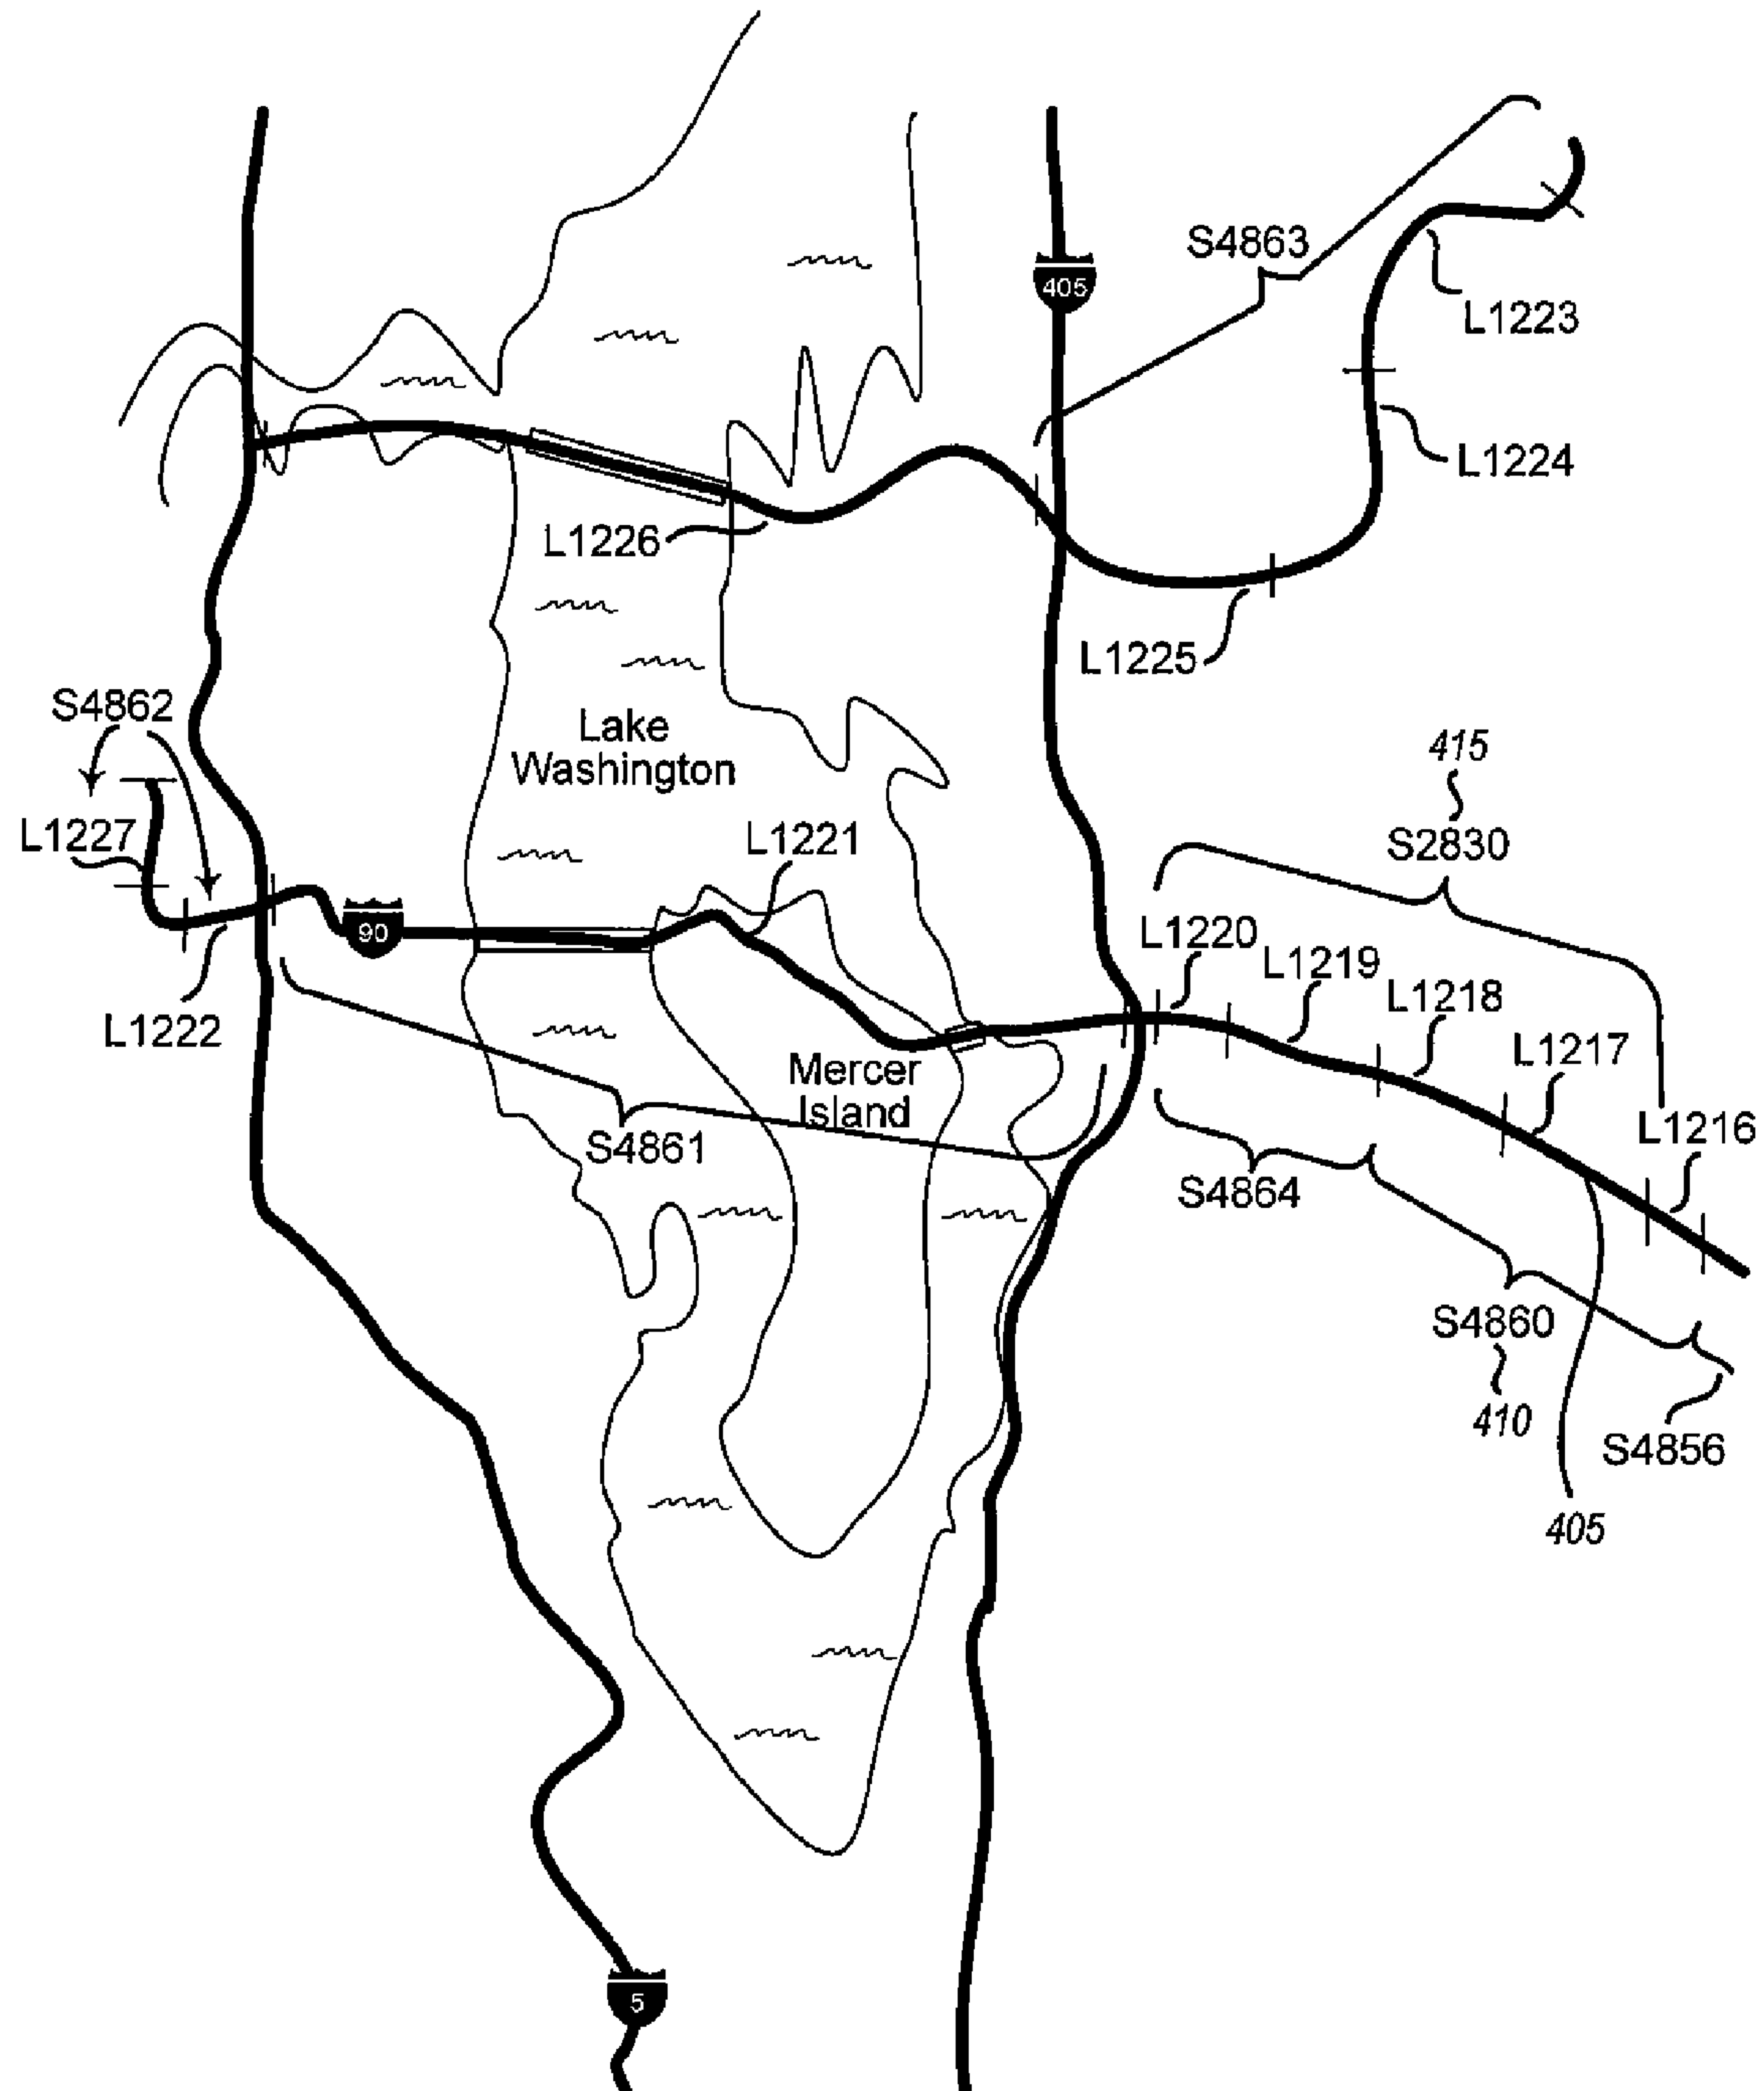 405
S4863
L1223
L1224
L1226
L1225
S4862
Lake
Washington
415
L1227
L1221
S2830
90
L1220
L1219
L1218
L1222
L1217
Mercer
Island
L1216
S4861
S4864
S4860
410
S4856
405
5